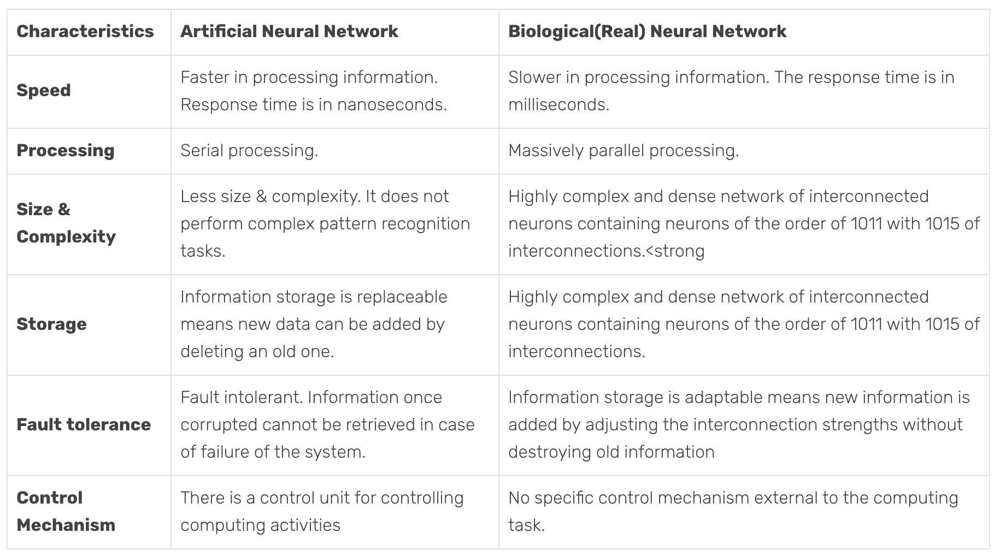 Characteristics
Artificial Neural Network
Biological(Real) Neural Network
Speed
Faster in processing information.
Response time is in nanoseconds.
Slower in processing information. The response time is in
milliseconds.
Processing
Serial processing.
Massively parallel processing.
Size &
Complexity
Less size & complexity. It does not
perform complex pattern recognition
tasks.
Highly complex and dense network of interconnected
neurons containing neurons of the order of 1011 with 1015 of
interconnections.<strong
Storage
Information storage is replaceable
means new data can be added by
deleting an old one.
Highly complex and dense network of interconnected
neurons containing neurons of the order of 1011 with 1015 of
interconnections.
Fault tolerance
Fault intolerant. Information once
corrupted cannot be retrieved in case
of failure of the system.
Information storage is adaptable means new information is
added by adjusting the interconnection strengths without
destroying old information
Control
Mechanism
There is a control unit for controlling
computing activities
No specific control mechanism external to the computing
task.